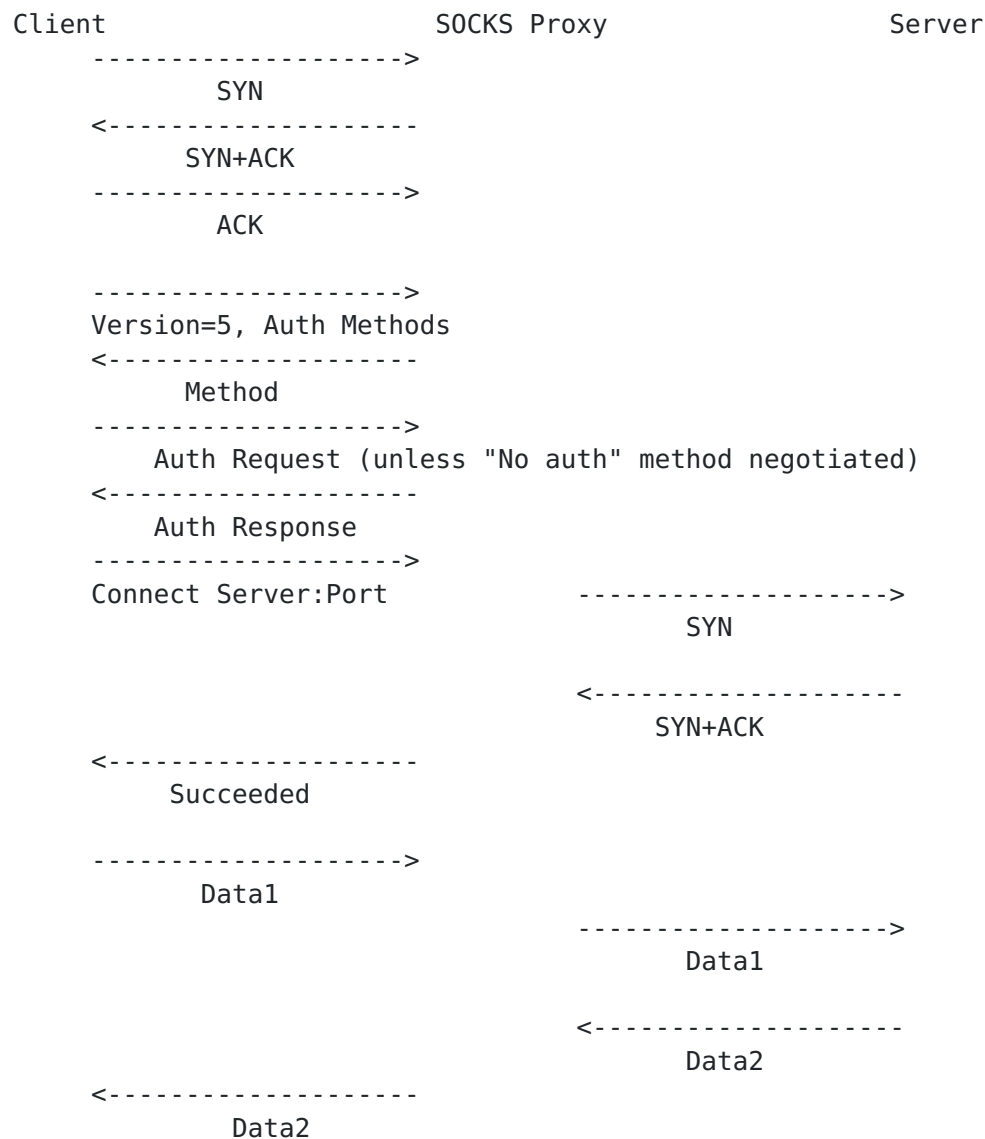 Client SOCKS Proxy Server
-------------------->
SYN
<--------------------
SYN+ACK
-------------------->
ACK
-------------------->
Version=5, Auth Methods
<--------------------
Method
-------------------->
Auth Request (unless "No auth" method negotiated)
<--------------------
Auth Response
-------------------->
Connect Server:Port -------------------->
SYN
<--------------------
SYN+ACK
<--------------------
Succeeded
-------------------->
Data1
-------------------->
Data1
<--------------------
Data2
<--------------------
Data2